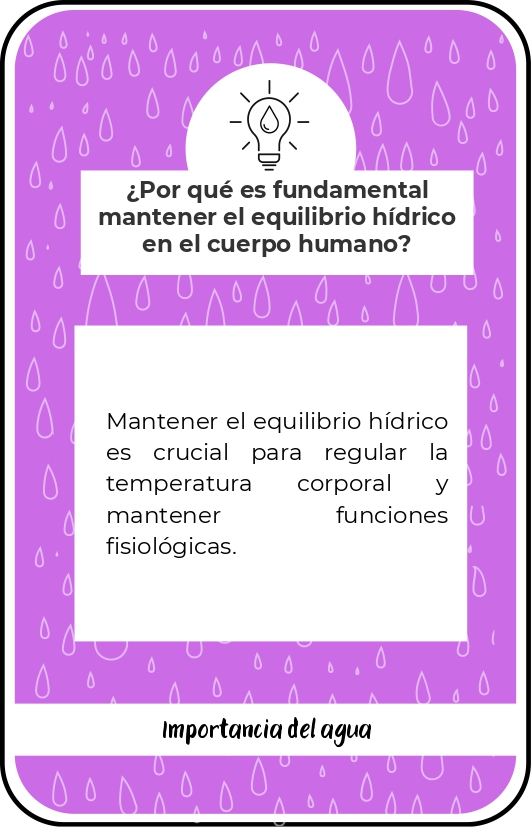 ¿Por qué es fundamental
mantener el equilibrio hídrico
en el cuerpo humano?
Mantener el equilibrio hídrico
es crucial para regular la
temperatura corporal y
mantener funciones
fisiológicas.
Importancia del agua